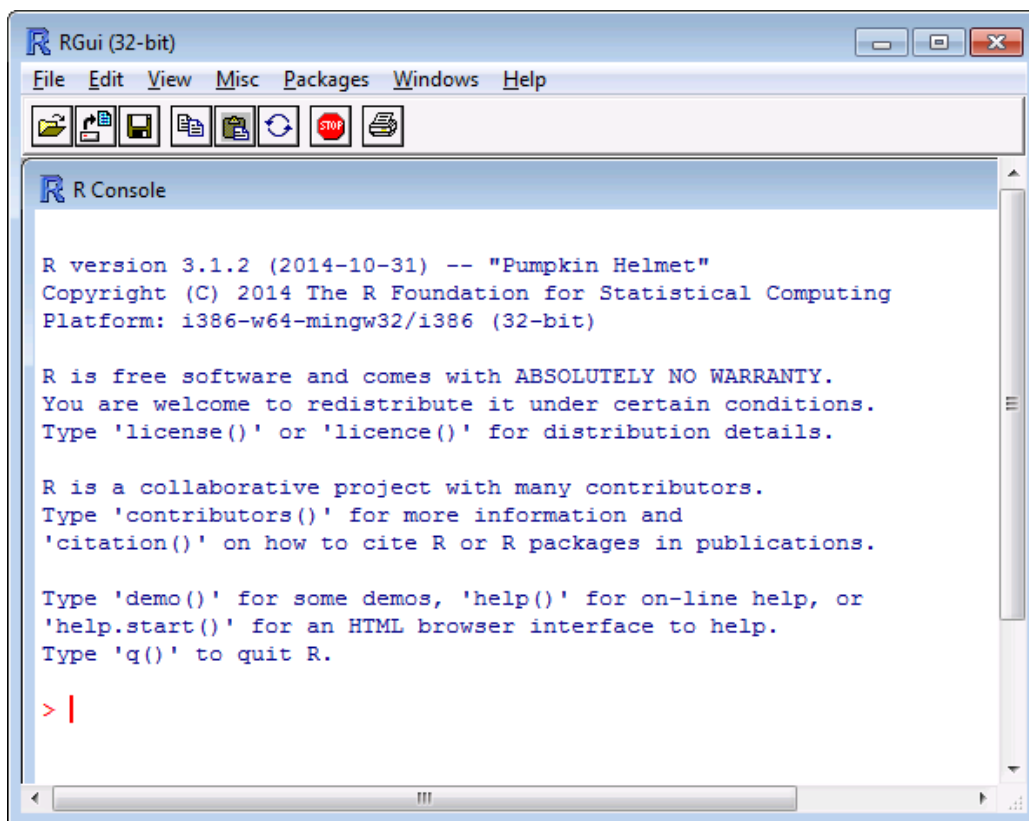 RGui (32-bit)
File Edit View Misc Packages Windows Help
STOP
R Console
R version 3.1.2 (2014-10-31) -- "Pumpkin Helmet"
Copyright (C) 2014 The R Foundation for Statistical Computing
Platform: i386-w64-mingw32/i386 (32-bit)
R is free software and comes with ABSOLUTELY NO WARRANTY.
You are welcome to redistribute it under certain conditions.
Type 'license()' or 'licence()' for distribution details.
R is a collaborative project with many contributors.
Type 'contributors()' for more information and
'citation()' on how to cite R or R packages in publications.
Type 'demo()' for some demos, 'help()' for on-line help, or
'help.start()' for an HTML browser interface to help.
Type 'q()' to quit R.
>